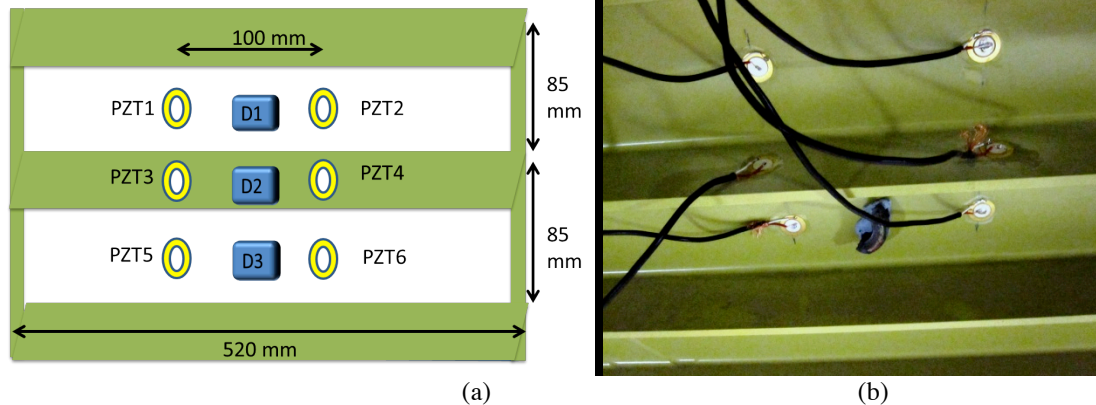 100 mm
85
mm
PZT1
D1
PZT2
PZT3
D2
PZT4
85
mm
PZT5
D3
PZT6
520 mm
(a)
(b)